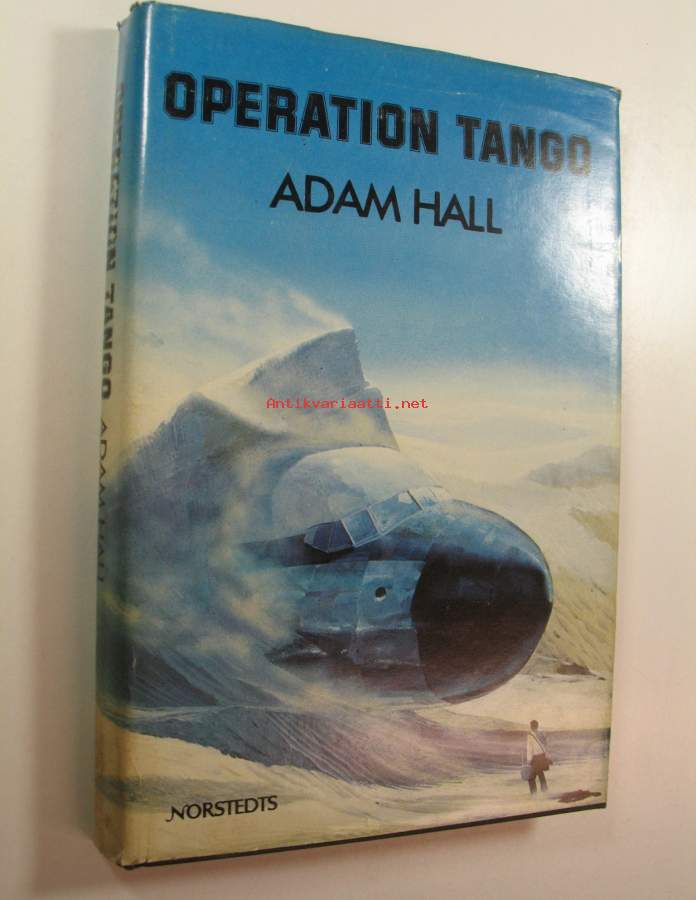 OPERATION TANGO
ADAM HALL
Antikvariaatti.net
NORSTEDTS
OPERATION TANGO ADAM HALL